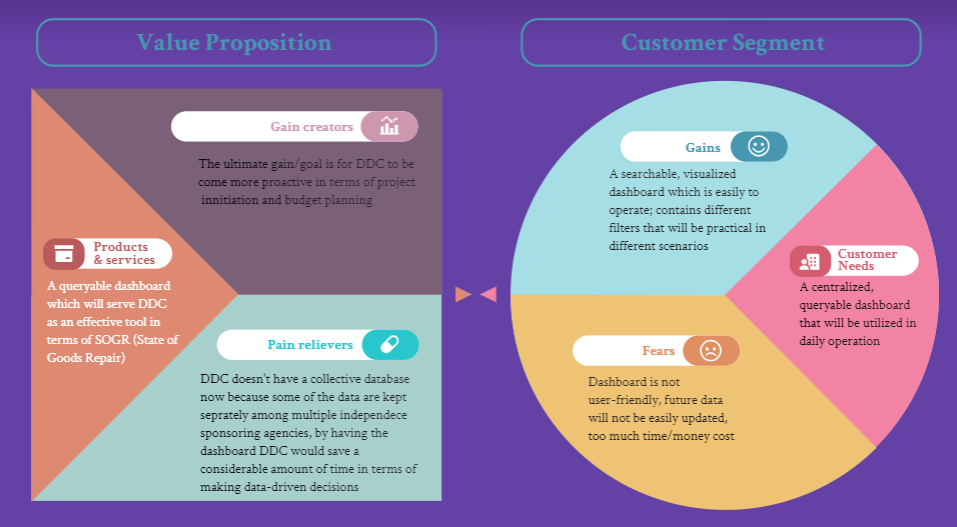 Value Proposition
Gain creators
The ultimate gain/goal is for DDC to be
come more proactive in terms of project
innitiation and budget planning
Products
& services
A queryable dashboard
which will serve DDC
as an effective tool in
terms of SOGR (State of
Goods Repair)
Pain relievers
DDC doesn't have a collective database
now because some of the data are kept
seprately among multiple independece
sponsoring agencies, by having the
dashboard DDC would save a
considerable amount of time in terms of
making data-driven decisions
Customer Segment
Gains
A searchable, visualized
dashboard which is easily to
operate; contains different
filters that will be practical in
different scenarios
Customer
Needs
A centralized,
queryable dashboard
that will be utilized in
daily operation
Fears
Dashboard is not
user-friendly, future data
will not be easily updated,
too much time/money cost